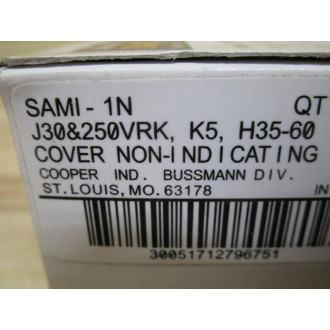 SAMI-1N QT
J30&250VRK, K5, H35-60
COVER NON-INDICATING
COOPER IND. BUSSMANN DIV.
ST. LOUIS, MO. 63178 IN
30051712796751